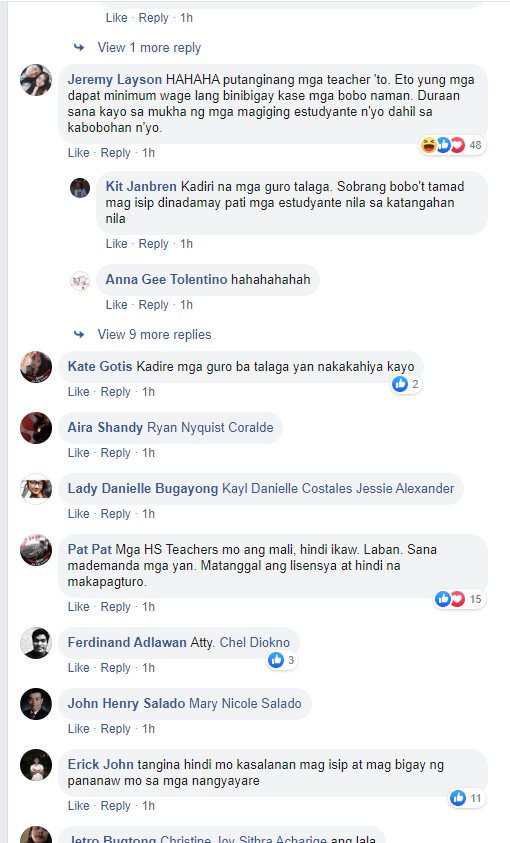 Like · Reply · 1h
View 1 more reply
Jeremy Layson HAHAHA putanginang mga teacher 'to. Eto yung mga
dapat minimum wage lang binibigay kase mga bobo naman. Duraan
sana kayo sa mukha ng mga magiging estudyante n'yo dahil sa
kabobohan n'yo.
48
Like · Reply · 1h
Kit Janbren Kadiri na mga guro talaga. Sobrang bobo't tamad
mag isip dinadamay pati mga estudyante nila sa katangahan
nila
Like · Reply · 1h
Anna Gee Tolentino hahahahahah
Like · Reply · 1h
View 9 more replies
Kate Gotis Kadire mga guro ba talaga yan nakakahiya kayo
2
Like · Reply · 1h
Aira Shandy Ryan Nyquist Coralde
Like · Reply · 1h
Lady Danielle Bugayong Kayl Danielle Costales Jessie Alexander
Like · Reply · 1h
Pat Pat Mga HS Teachers mo ang mali, hindi ikaw. Laban. Sana
mademanda mga yan. Matanggal ang lisensya at hindi na
makapagturo.
15
Like · Reply · 1h
Ferdinand Adlawan Atty. Chel Diokno
3
Like · Reply · 1h
John Henry Salado Mary Nicole Salado
Like · Reply · 1h
Erick John tangina hindi mo kasalanan mag isip at mag bigay ng
pananaw mo sa mga nangyayare
11
Like · Reply · 1h
Jetro Bugtong Christine Joy Sithra Acharige ang lala